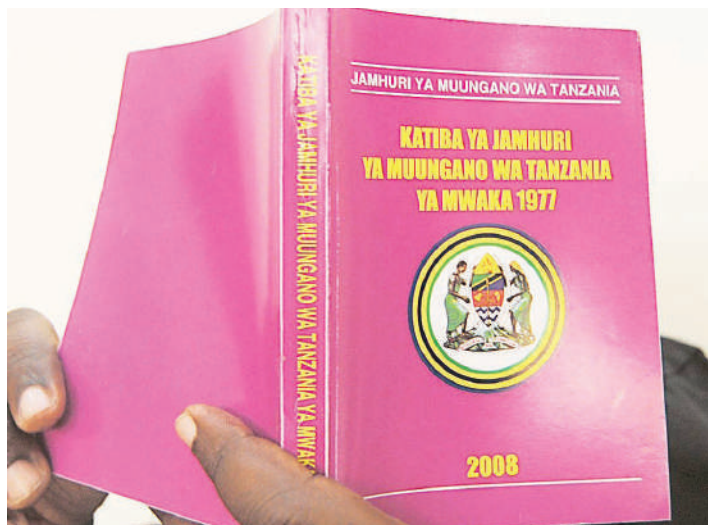 JAMHURI YA MUUNGANO WA TANZANIA
KATIBA YA JAMHURI
YA MUUNGANO WA TANZANIA
YA MWAKA 1977
2008
KATIBA YA JAMHURI YA MUUNGANO WA TANZANIA YA MWAK